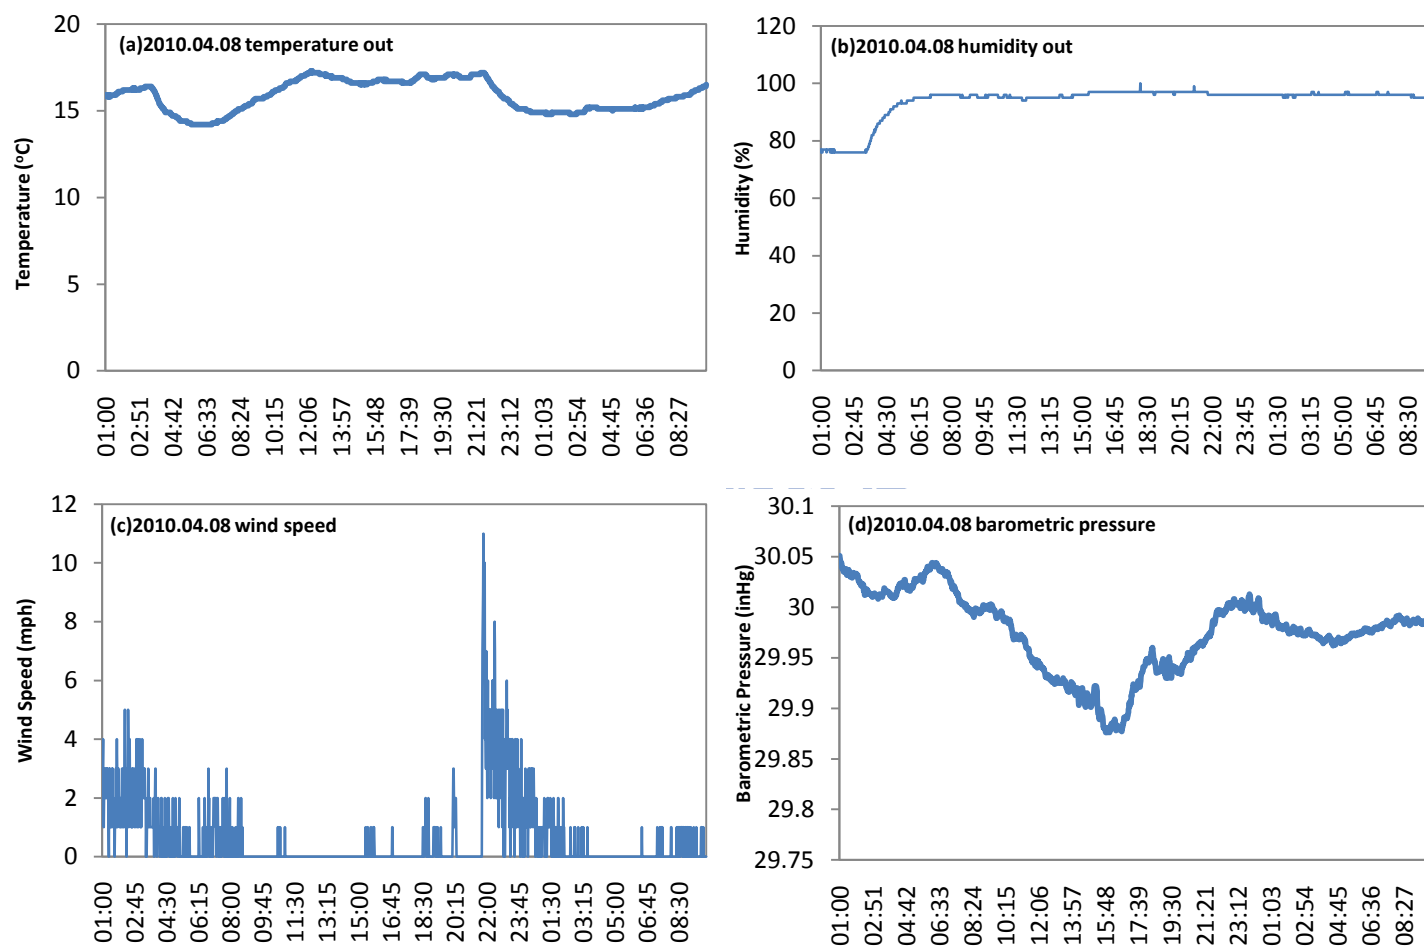 (a)2010.04.08 temperature out
Temperature (°C)
20
15
10
5
0
01:00 02:51 04:42 06:33 08:24 10:15 12:06 13:57 15:48 17:39 19:30 21:21 23:12 01:03 02:54 04:45 06:36 08:27
(b)2010.04.08 humidity out
Humidity (%)
120
100
80
60
40
20
0
01:00 02:45 04:30 06:15 08:00 09:45 11:30 13:15 15:00 16:45 18:30 20:15 22:00 23:45 01:30 03:15 05:00 06:45 08:30
(c)2010.04.08 wind speed
Wind Speed (mph)
12
10
8
6
4
2
0
01:00 02:45 04:30 06:15 08:00 09:45 11:30 13:15 15:00 16:45 18:30 20:15 22:00 23:45 01:30 03:15 05:00 06:45 08:30
(d)2010.04.08 barometric pressure
Barometric Pressure (inHg)
30.1
30.05
30
29.95
29.9
29.85
29.8
29.75
01:00 02:51 04:42 06:33 08:24 10:15 12:06 13:57 15:48 17:39 19:30 21:21 23:12 01:03 02:54 04:45 06:36 08:27